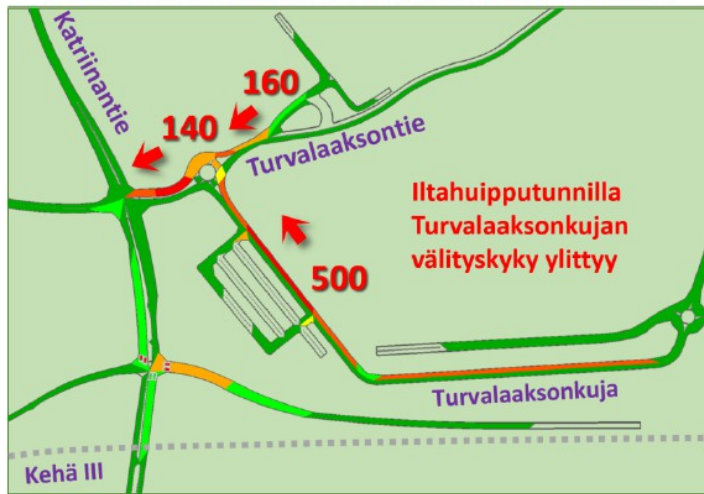 Katriinantie
160
140
Turvalaaksontie
Iltahuipputunnilla
Turvalaaksonkujan
välityskyky ylittyy
500
Turvalaaksonkuja
Kehä III